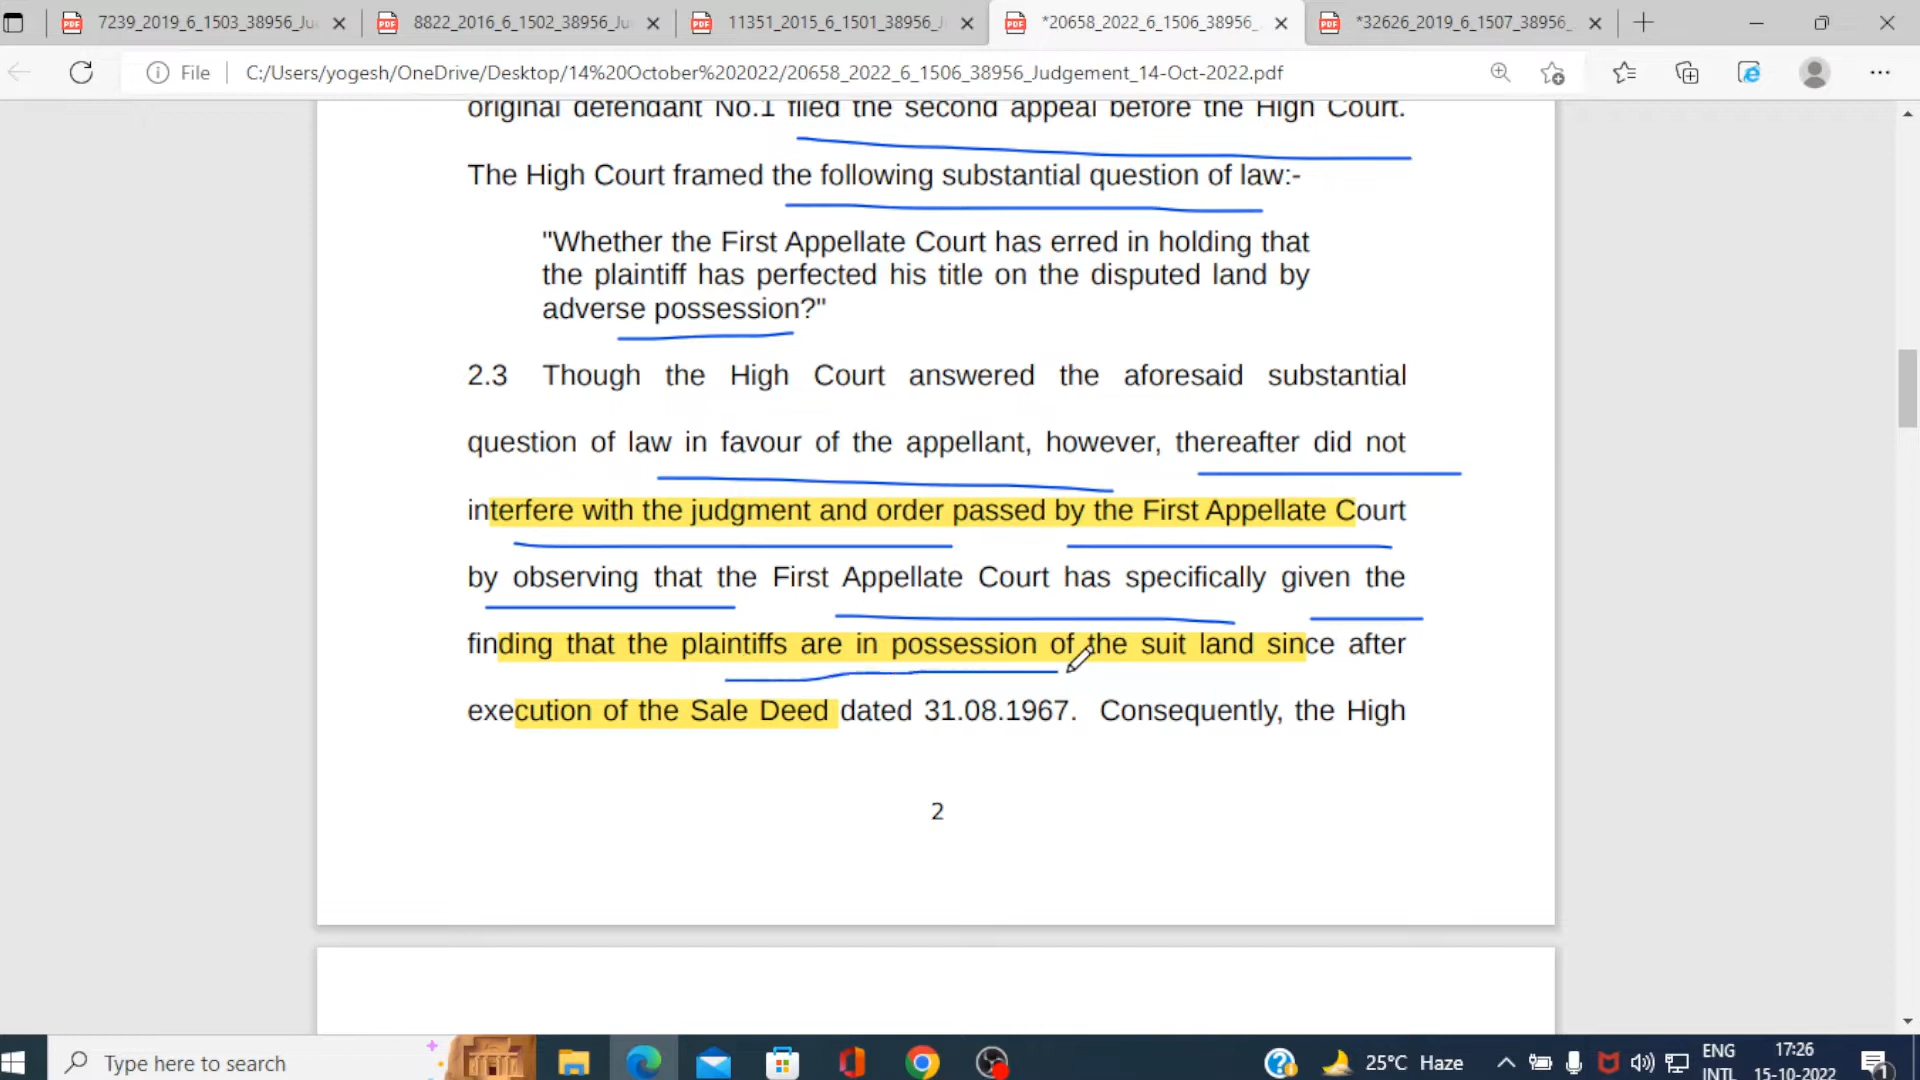 7239_2019_6_1503_38956_Ju
8822_2016_6_1502_38956_Ju
11351_2015_6_1501_38956_J
*20658_2022_6_1506_38956_
*32626_2019_6_1507_38956_
File
C:/Users/yogesh/OneDrive/Desktop/14%20October%202022/20658_2022_6_1506_38956_Judgement_14-Oct-2022.pdf
original defendant No.1 filed the second appeal before the High Court.
The High Court framed the following substantial question of law:-
"Whether the First Appellate Court has erred in holding that
the plaintiff has perfected his title on the disputed land by
adverse possession?"
2.3 Though the High Court answered the aforesaid substantial
question of law in favour of the appellant, however, thereafter did not
interfere with the judgment and order passed by the First Appellate Court
by observing that the First Appellate Court has specifically given the
finding that the plaintiffs are in possession of the suit land since after
execution of the Sale Deed dated 31.08.1967. Consequently, the High
2
Type here to search
25°C Haze
ENG
INTL
17:26
15-10-2022
1